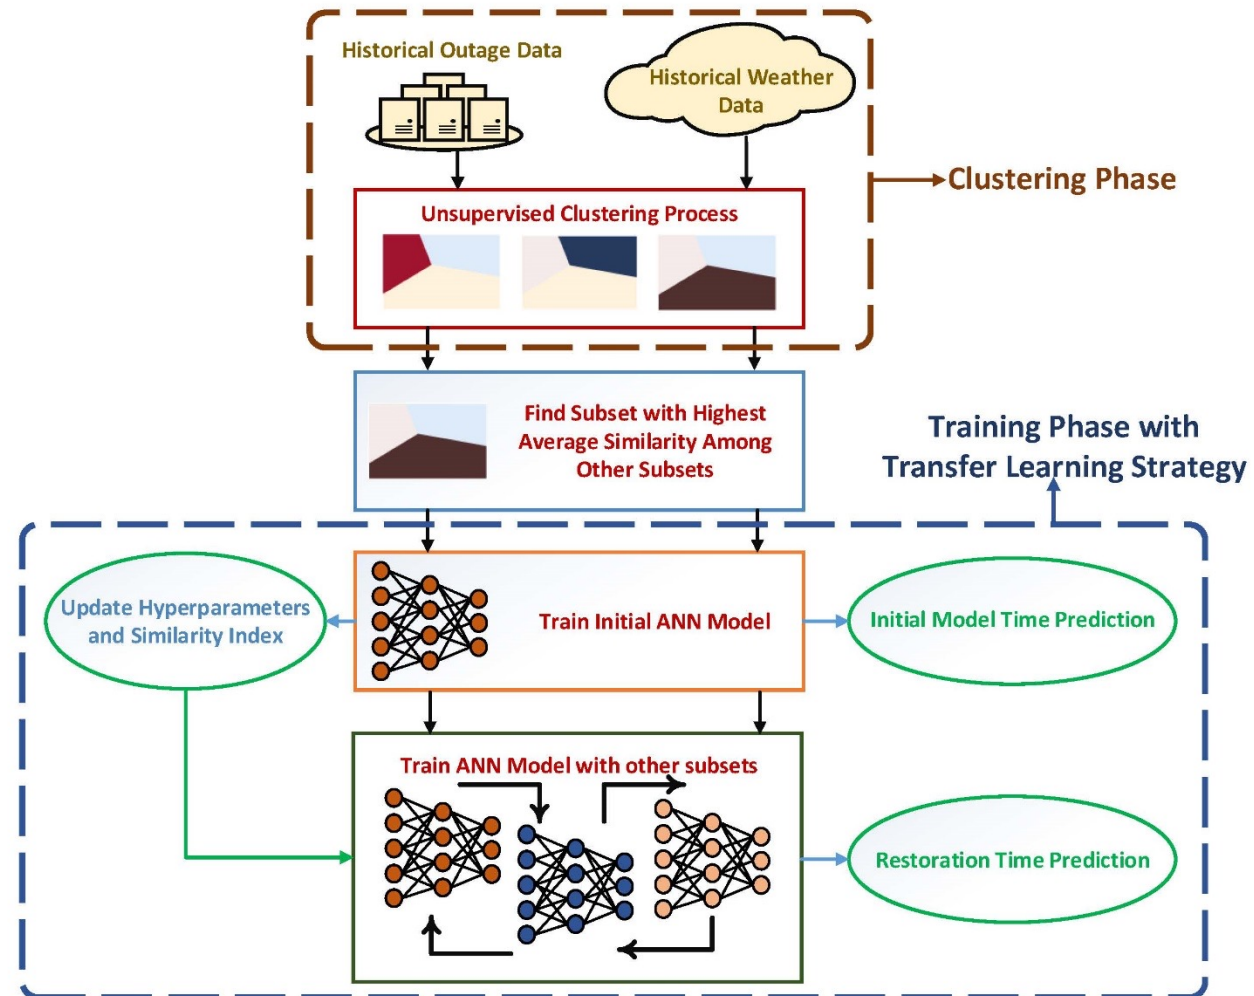 Historical Outage Data
Historical Weather
Data
Unsupervised Clustering Process
Clustering Phase
Find Subset with Highest
Average Similarity Among
Other Subsets
Training Phase with
Transfer Learning Strategy
Update Hyperparameters
and Similarity Index
Train Initial ANN Model
Initial Model Time Prediction
Train ANN Model with other subsets
Restoration Time Prediction